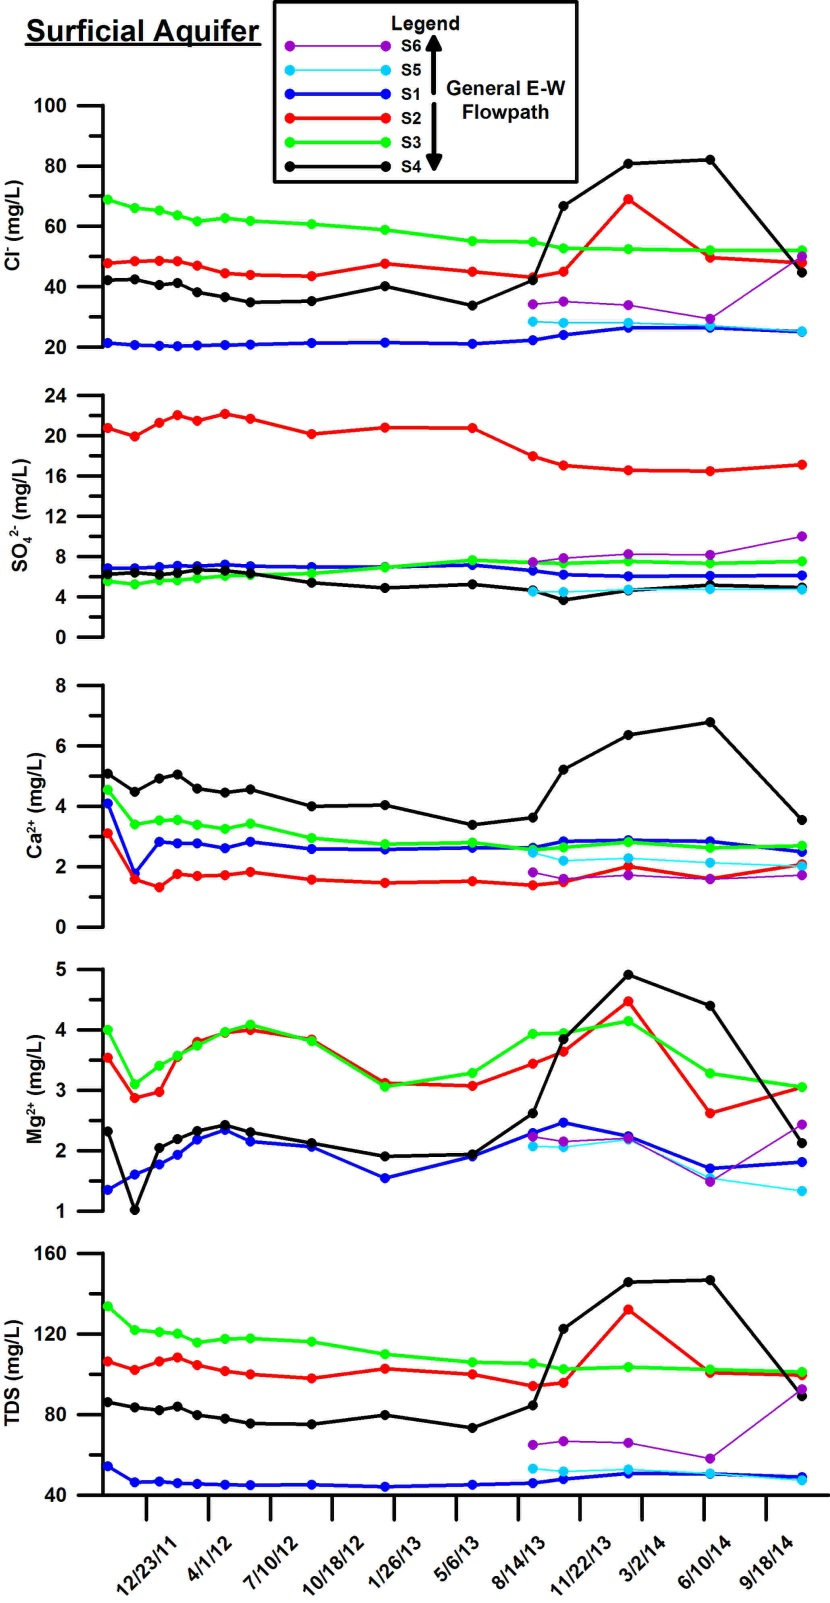 Surficial Aquifer
Legend
S6
S5
S1
S2
S3
S4
General E-W
Flowpath
Cl⁻ (mg/L)
100
80
60
40
20
SO₄²⁻ (mg/L)
24
20
16
12
8
4
0
Ca²⁺ (mg/L)
8
6
4
2
0
Mg²⁺ (mg/L)
5
4
3
2
1
TDS (mg/L)
160
120
80
40
12/23/11
4/1/12
7/10/12
10/18/12
1/26/13
5/6/13
8/14/13
11/22/13
3/2/14
6/10/14
9/18/14